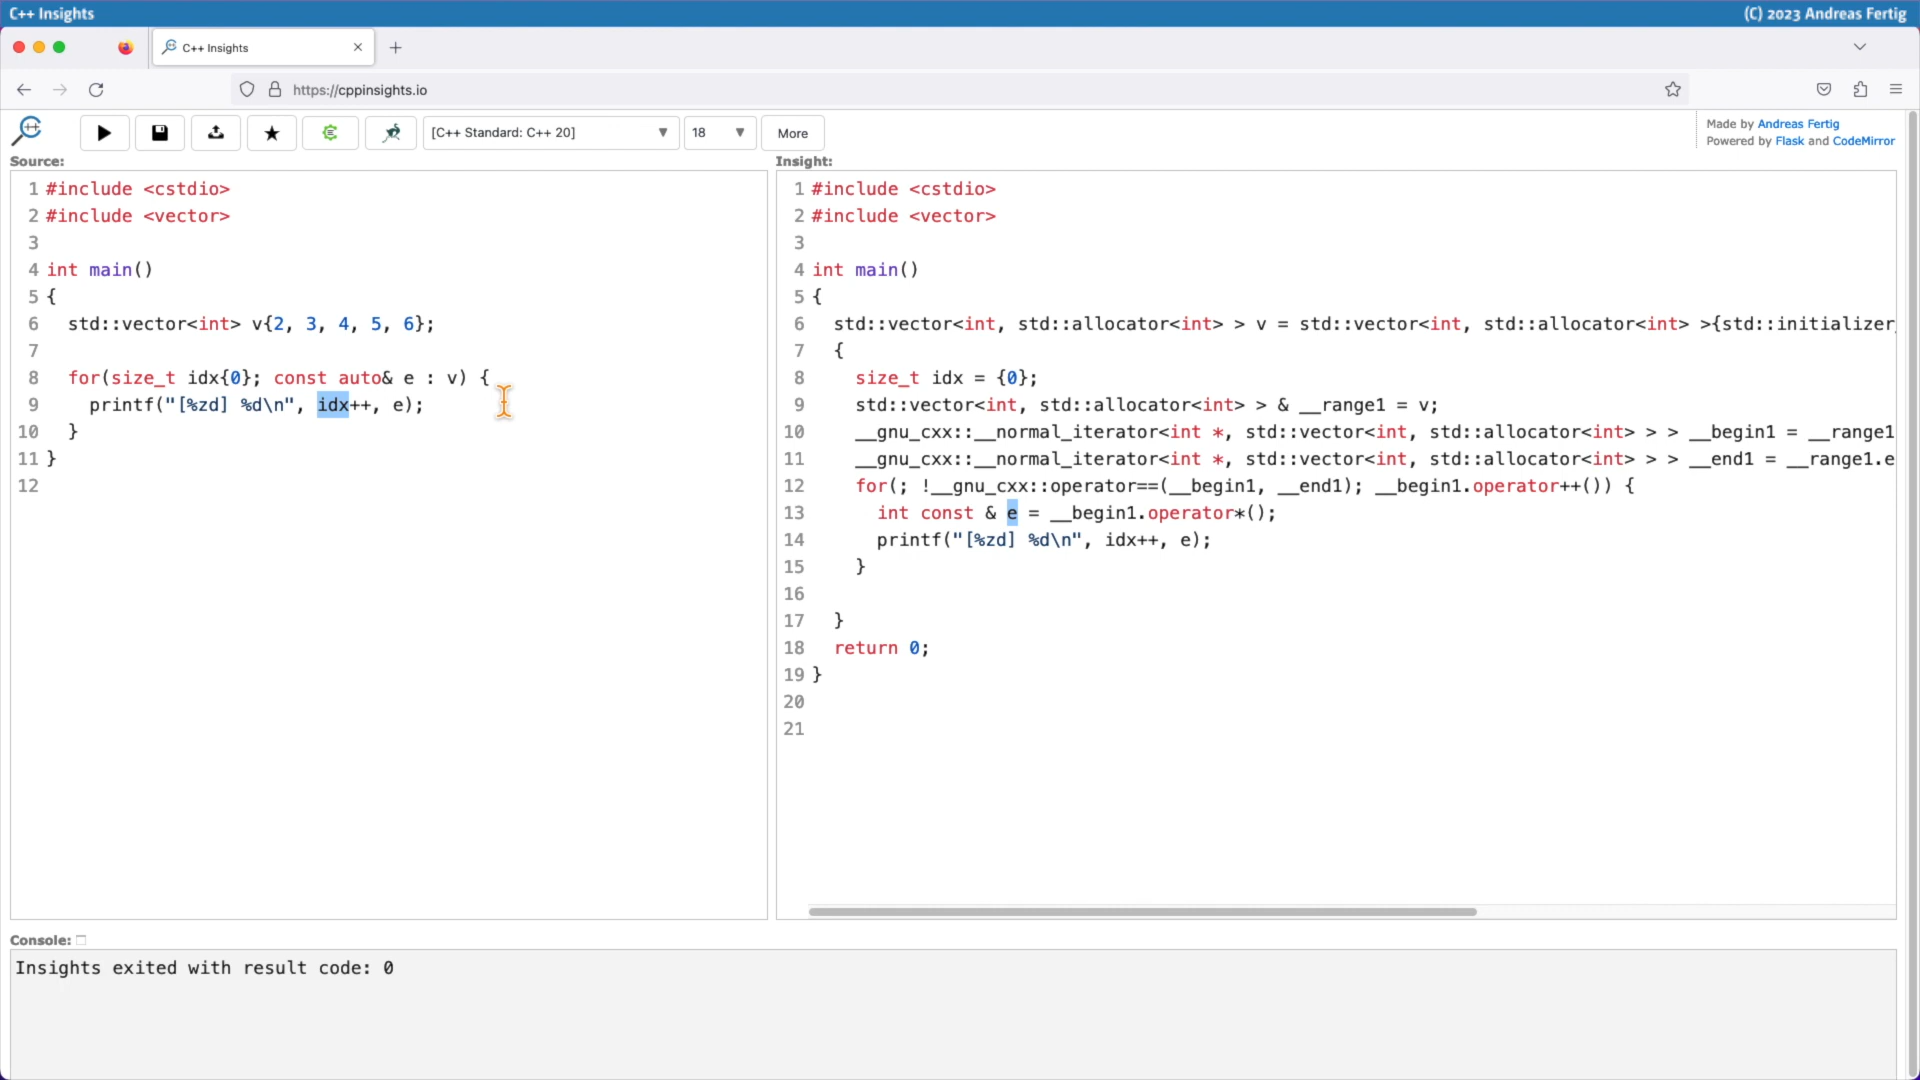 C++ Insights
(C) 2023 Andreas Fertig
C++ Insights
https://cppinsights.io
[C++ Standard: C++ 20]
18
More
Made by Andreas Fertig
Powered by Flask and CodeMirror
Source:
1 #include <cstdio>
2 #include <vector>
3
4 int main()
5 {
6   std::vector<int> v{2, 3, 4, 5, 6};
7
8   for(size_t idx{0}; const auto& e : v) {
9     printf("[%zd] %d\n", idx++, e);
10   }
11 }
12
Insight:
1 #include <cstdio>
2 #include <vector>
3
4 int main()
5 {
6   std::vector<int, std::allocator<int> > v = std::vector<int, std::allocator<int> >{std::initializer_
7   {
8     size_t idx = {0};
9     std::vector<int, std::allocator<int> > & __range1 = v;
10     __gnu_cxx::__normal_iterator<int *, std::vector<int, std::allocator<int> > > __begin1 = __range1
11     __gnu_cxx::__normal_iterator<int *, std::vector<int, std::allocator<int> > > __end1 = __range1.e
12     for(; !__gnu_cxx::operator==(__begin1, __end1); __begin1.operator++()) {
13       int const & e = __begin1.operator*();
14       printf("[%zd] %d\n", idx++, e);
15     }
16
17   }
18   return 0;
19 }
20
21
Console:
Insights exited with result code: 0